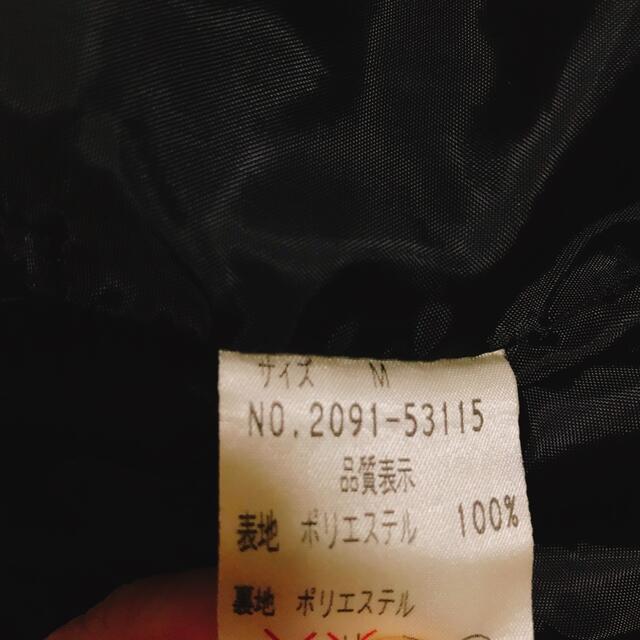 サイズ M
NO.2091-53115
品質表示
表地 ポリエステル 100%
裏地 ポリエステル